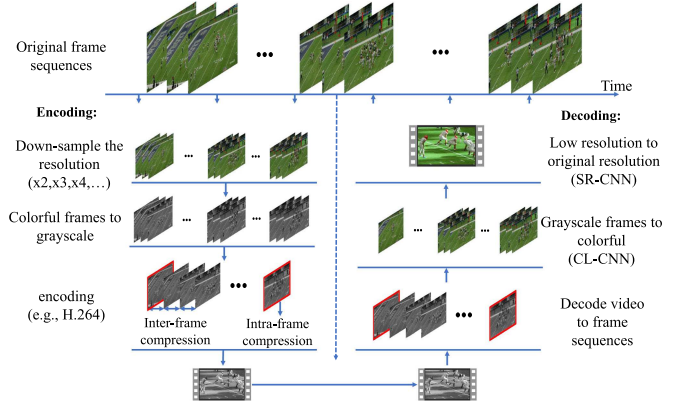 Original frame
sequences
Time
Encoding:
Down-sample the
resolution
(x2,x3,x4,…)
Colorful frames to
grayscale
encoding
(e.g., H.264)
Inter-frame
compression
Intra-frame
compression
Decoding:
Low resolution to
original resolution
(SR-CNN)
Grayscale frames to
colorful
(CL-CNN)
Decode video
to frame
sequences